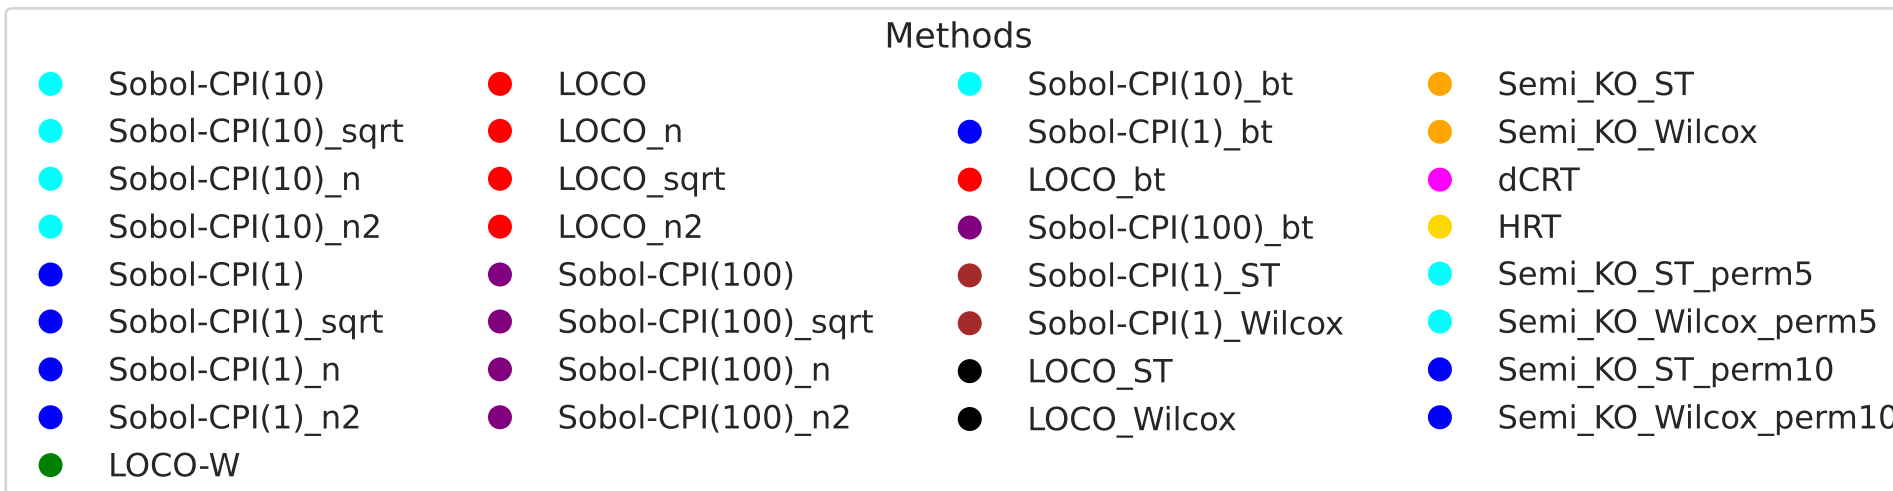 Methods
Sobol-CPI(10)
Sobol-CPI(10)_sqrt
Sobol-CPI(10)_n
Sobol-CPI(10)_n2
Sobol-CPI(1)
Sobol-CPI(1)_sqrt
Sobol-CPI(1)_n
Sobol-CPI(1)_n2
LOCO-W
LOCO
LOCO_n
LOCO_sqrt
LOCO_n2
Sobol-CPI(100)
Sobol-CPI(100)_sqrt
Sobol-CPI(100)_n
Sobol-CPI(100)_n2
Sobol-CPI(10)_bt
Sobol-CPI(1)_bt
LOCO_bt
Sobol-CPI(100)_bt
Sobol-CPI(1)_ST
Sobol-CPI(1)_Wilcox
LOCO_ST
LOCO_Wilcox
Semi_KO_ST
Semi_KO_Wilcox
dCRT
HRT
Semi_KO_ST_perm5
Semi_KO_Wilcox_perm5
Semi_KO_ST_perm10
Semi_KO_Wilcox_perm10